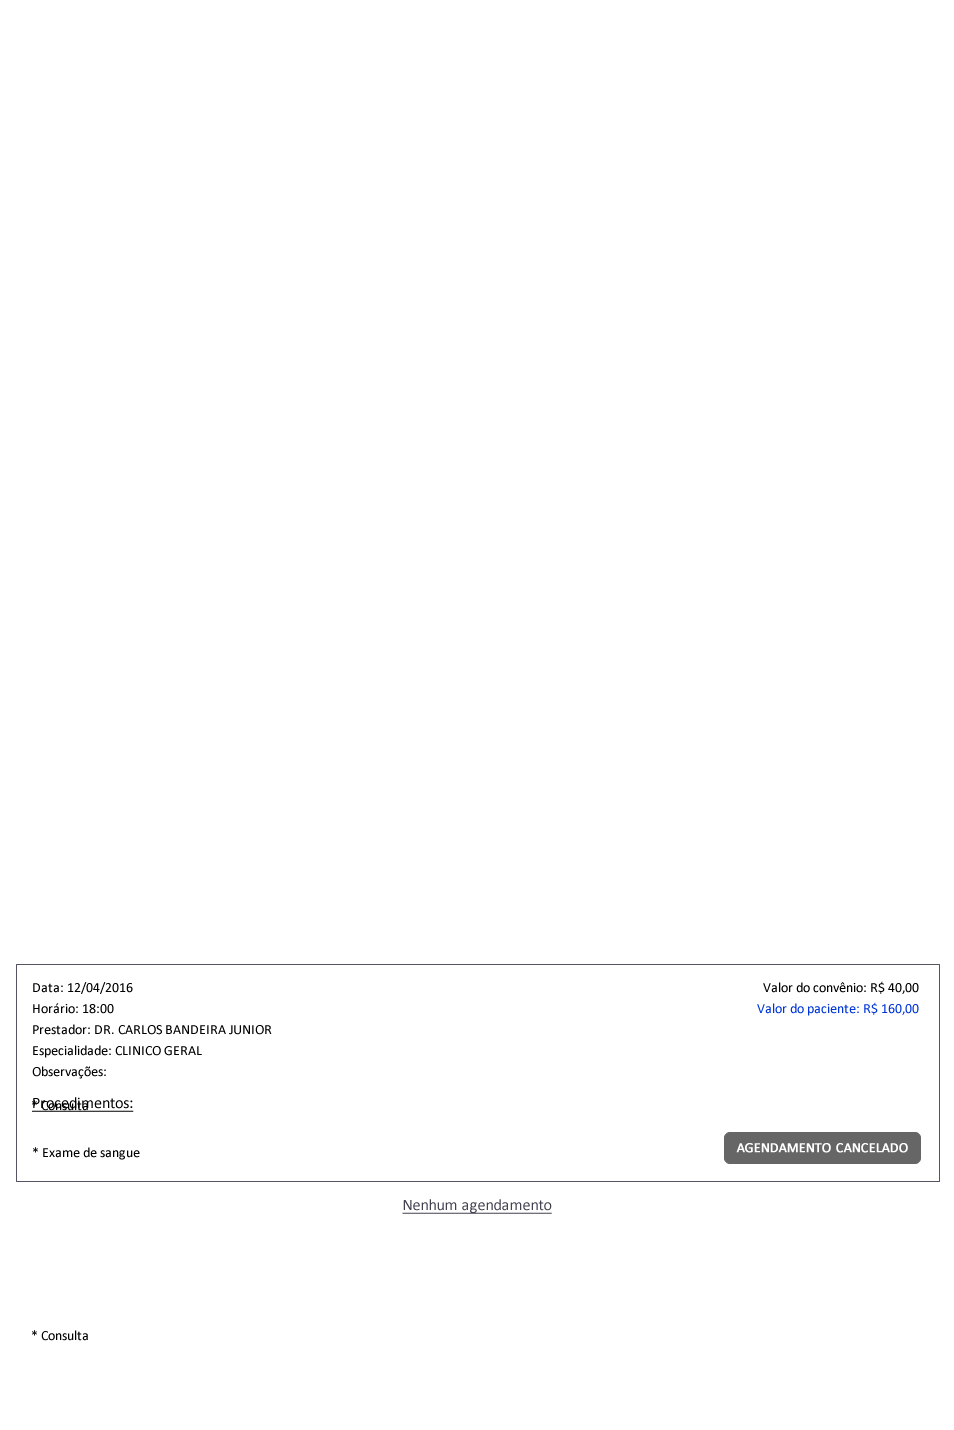 Data: 12/04/2016
Valor do convênio: R$ 40,00
Horário: 18:00
Valor do paciente: R$ 160,00
Prestador: DR. CARLOS BANDEIRA JUNIOR
Especialidade: CLINICO GERAL
Observações:
Procedimentos:
* Consulta
* Exame de sangue
AGENDAMENTO CANCELADO
Nenhum agendamento
* Consulta